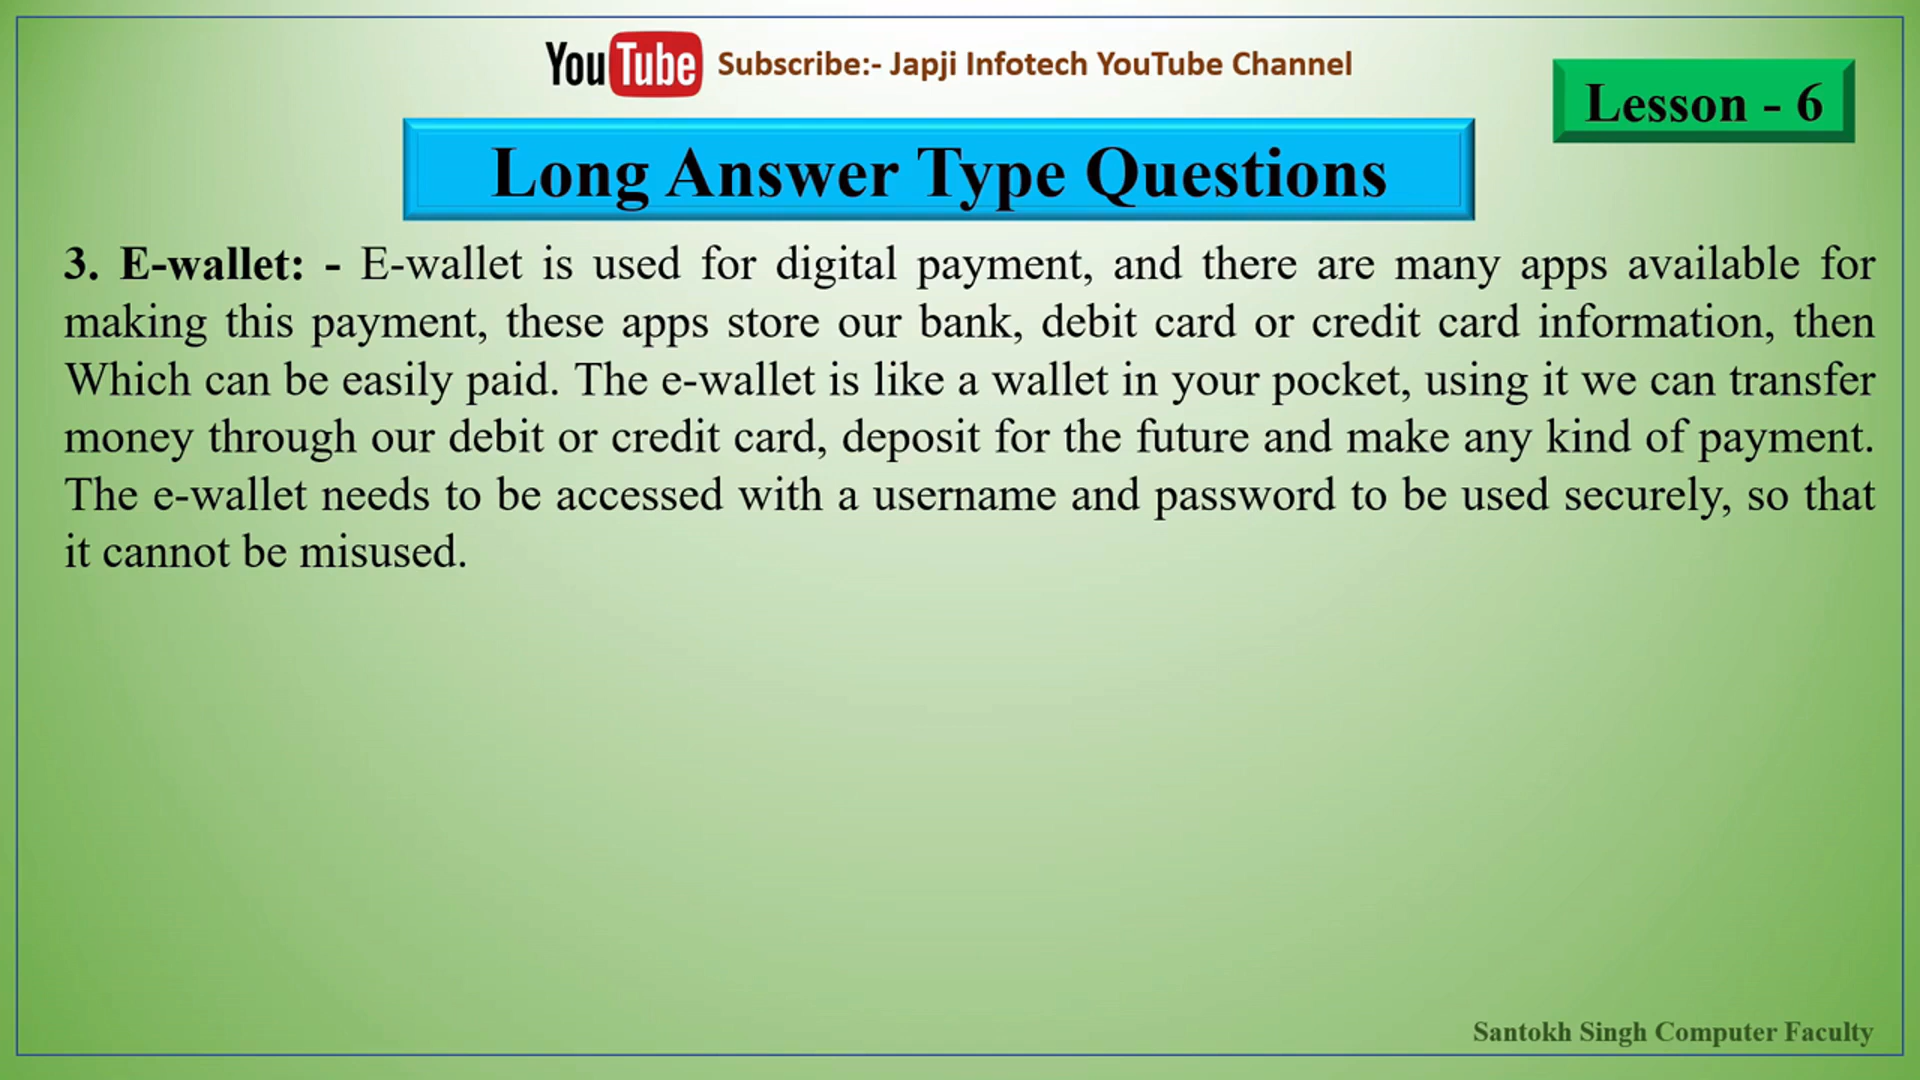 YouTube Subscribe:- Japji Infotech YouTube Channel
Lesson - 6
Long Answer Type Questions
3. E-wallet: - E-wallet is used for digital payment, and there are many apps available for
making this payment, these apps store our bank, debit card or credit card information, then
Which can be easily paid. The e-wallet is like a wallet in your pocket, using it we can transfer
money through our debit or credit card, deposit for the future and make any kind of payment.
The e-wallet needs to be accessed with a username and password to be used securely, so that
it cannot be misused.
Santokh Singh Computer Faculty